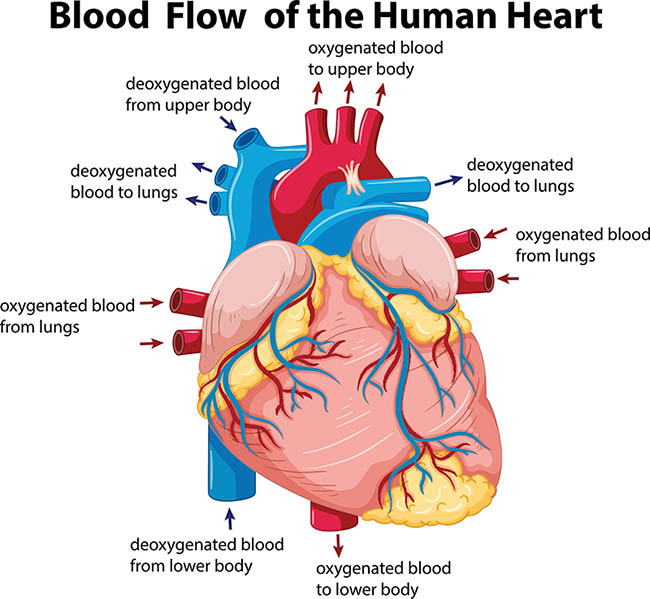 Blood Flow of the Human Heart
oxygenated blood
to upper body
deoxygenated blood
from upper body
deoxygenated
blood to lungs
deoxygenated
blood to lungs
oxygenated blood
from lungs
oxygenated blood
from lungs
deoxygenated blood
from lower body
oxygenated blood
to lower body